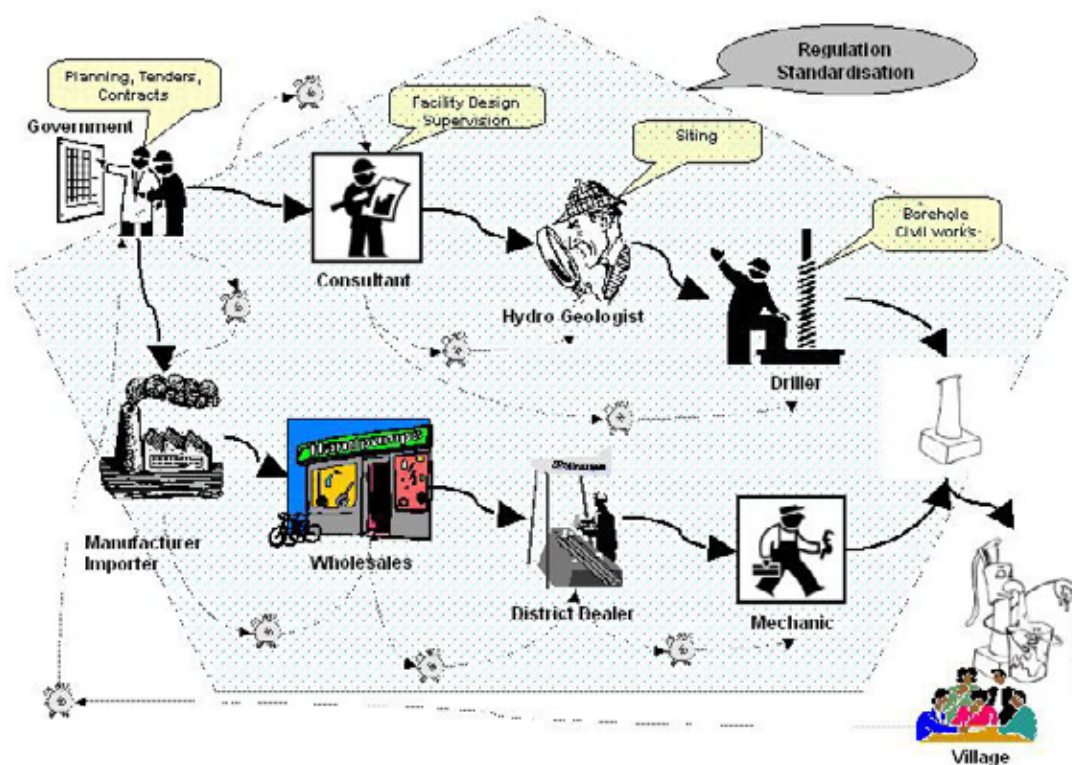 Regulation
Standardisation
Planning, Tenders,
Contracts
Government
Facility Design
Supervision
Siting
Borehole
Civil works
Consultant
Hydro Geologist
Driller
Manufacturer
Importer
Wholesales
District Dealer
Mechanic
Village